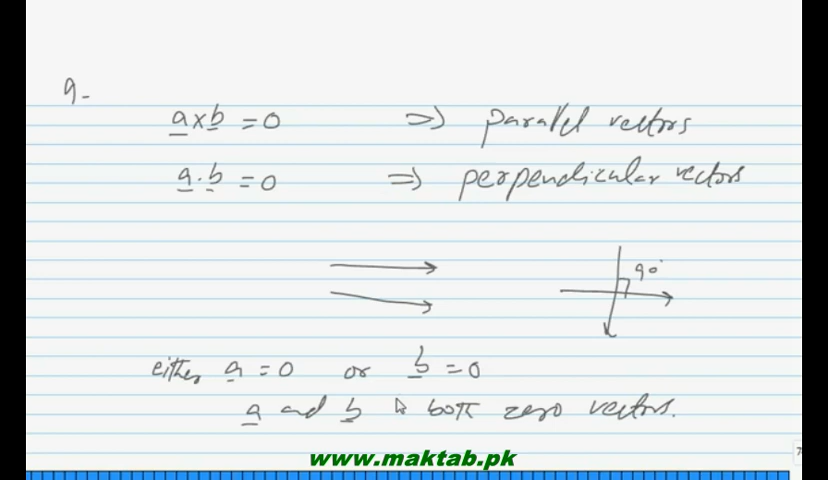 9-
a×b = 0 ⇒ parallel vectors
a.b = 0 ⇒ perpendicular vectors
90°
either a = 0 or b = 0
a and b is both zero vectors.
www.maktab.pk